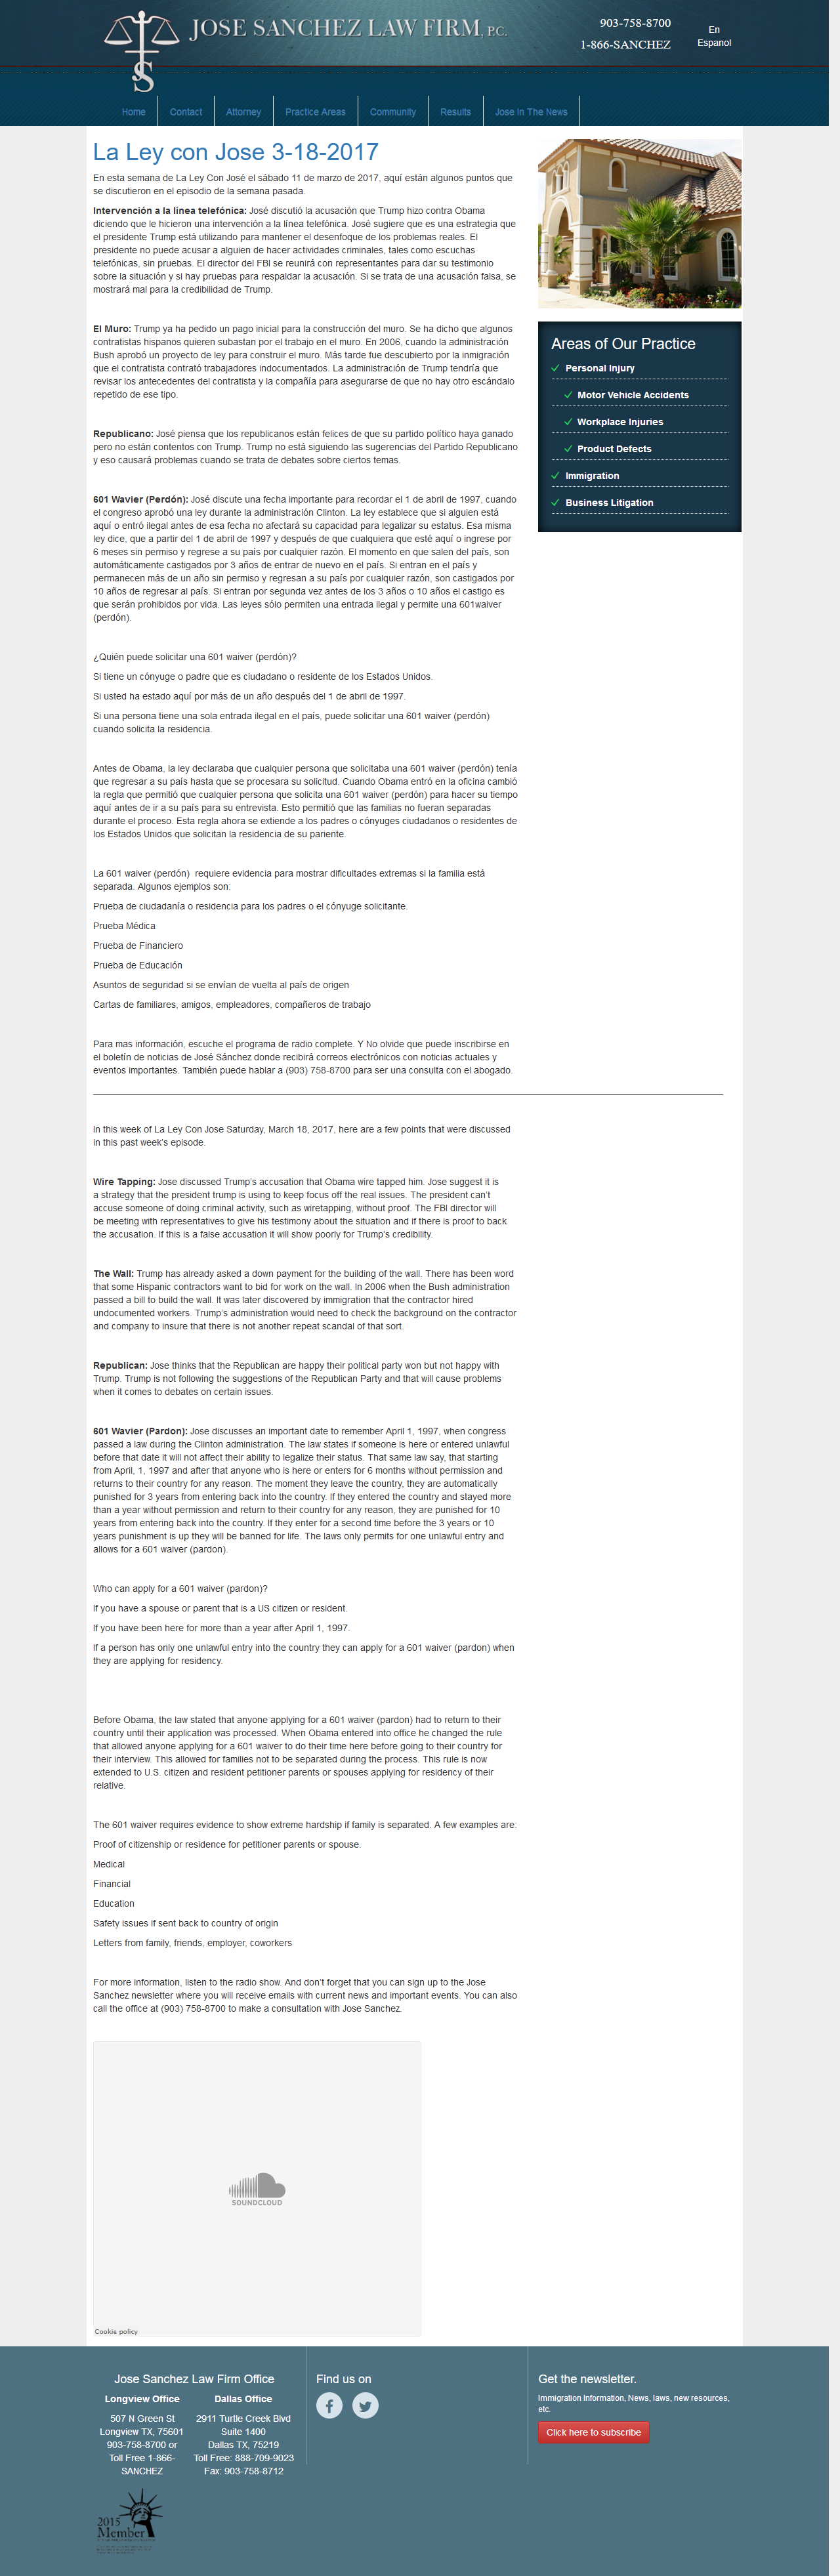 JOSE SANCHEZ LAW FIRM, P.C.
903-758-8700
1-866-SANCHEZ
En
Espanol
Home
Contact
Attorney
Practice Areas
Community
Results
Jose In The News
La Ley con Jose 3-18-2017
En esta semana de La Ley Con José el sábado 11 de marzo de 2017, aquí están algunos puntos que
se discutieron en el episodio de la semana pasada.
Intervención a la línea telefónica: José discutió la acusación que Trump hizo contra Obama
diciendo que le hicieron una intervención a la línea telefónica. José sugiere que es una estrategia que
el presidente Trump está utilizando para mantener el desenfoque de los problemas reales. El
presidente no puede acusar a alguien de hacer actividades criminales, tales como escuchas
telefónicas, sin pruebas. El director del FBI se reunirá con representantes para dar su testimonio
sobre la situación y si hay pruebas para respaldar la acusación. Si se trata de una acusación falsa, se
mostrará mal para la credibilidad de Trump.
El Muro: Trump ya ha pedido un pago inicial para la construcción del muro. Se ha dicho que algunos
contratistas hispanos quieren subastan por el trabajo en el muro. En 2006, cuando la administración
Bush aprobó un proyecto de ley para construir el muro. Más tarde fue descubierto por la inmigración
que el contratista contrató trabajadores indocumentados. La administración de Trump tendría que
revisar los antecedentes del contratista y la compañía para asegurarse de que no hay otro escándalo
repetido de ese tipo.
Republicano: José piensa que los republicanos están felices de que su partido político haya ganado
pero no están contentos con Trump. Trump no está siguiendo las sugerencias del Partido Republicano
y eso causará problemas cuando se trata de debates sobre ciertos temas.
601 Wavier (Perdón): José discute una fecha importante para recordar el 1 de abril de 1997, cuando
el congreso aprobó una ley durante la administración Clinton. La ley establece que si alguien está
aquí o entró ilegal antes de esa fecha no afectará su capacidad para legalizar su estatus. Esa misma
ley dice, que a partir del 1 de abril de 1997 y después de que cualquiera que esté aquí o ingrese por
6 meses sin permiso y regrese a su país por cualquier razón. El momento en que salen del país, son
automáticamente castigados por 3 años de entrar de nuevo en el país. Si entran en el país y
permanecen más de un año sin permiso y regresan a su país por cualquier razón, son castigados por
10 años de regresar al país. Si entran por segunda vez antes de los 3 años o 10 años el castigo es
que serán prohibidos por vida. Las leyes sólo permiten una entrada ilegal y permite una 601waiver
(perdón).
¿Quién puede solicitar una 601 waiver (perdón)?
Si tiene un cónyuge o padre que es ciudadano o residente de los Estados Unidos.
Si usted ha estado aquí por más de un año después del 1 de abril de 1997.
Si una persona tiene una sola entrada ilegal en el país, puede solicitar una 601 waiver (perdón)
cuando solicita la residencia.
Antes de Obama, la ley declaraba que cualquier persona que solicitaba una 601 waiver (perdón) tenía
que regresar a su país hasta que se procesara su solicitud. Cuando Obama entró en la oficina cambió
la regla que permitió que cualquier persona que solicita una 601 waiver (perdón) para hacer su tiempo
aquí antes de ir a su país para su entrevista. Esto permitió que las familias no fueran separadas
durante el proceso. Esta regla ahora se extiende a los padres o cónyuges ciudadanos o residentes de
los Estados Unidos que solicitan la residencia de su pariente.
La 601 waiver (perdón)  requiere evidencia para mostrar dificultades extremas si la familia está
separada. Algunos ejemplos son:
Prueba de ciudadanía o residencia para los padres o el cónyuge solicitante.
Prueba Médica
Prueba de Financiero
Prueba de Educación
Asuntos de seguridad si se envían de vuelta al país de origen
Cartas de familiares, amigos, empleadores, compañeros de trabajo
Para mas información, escuche el programa de radio complete. Y No olvide que puede inscribirse en
el boletín de noticias de José Sánchez donde recibirá correos electrónicos con noticias actuales y
eventos importantes. También puede hablar a (903) 758-8700 para ser una consulta con el abogado.
In this week of La Ley Con Jose Saturday, March 18, 2017, here are a few points that were discussed
in this past week's episode.
Wire Tapping: Jose discussed Trump's accusation that Obama wire tapped him. Jose suggest it is
a strategy that the president trump is using to keep focus off the real issues. The president can't
accuse someone of doing criminal activity, such as wiretapping, without proof. The FBI director will
be meeting with representatives to give his testimony about the situation and if there is proof to back
the accusation. If this is a false accusation it will show poorly for Trump's credibility.
The Wall: Trump has already asked a down payment for the building of the wall. There has been word
that some Hispanic contractors want to bid for work on the wall. In 2006 when the Bush administration
passed a bill to build the wall. It was later discovered by immigration that the contractor hired
undocumented workers. Trump's administration would need to check the background on the contractor
and company to insure that there is not another repeat scandal of that sort.
Republican: Jose thinks that the Republican are happy their political party won but not happy with
Trump. Trump is not following the suggestions of the Republican Party and that will cause problems
when it comes to debates on certain issues.
601 Wavier (Pardon): Jose discusses an important date to remember April 1, 1997, when congress
passed a law during the Clinton administration. The law states if someone is here or entered unlawful
before that date it will not affect their ability to legalize their status. That same law say, that starting
from April, 1, 1997 and after that anyone who is here or enters for 6 months without permission and
returns to their country for any reason. The moment they leave the country, they are automatically
punished for 3 years from entering back into the country. If they entered the country and stayed more
than a year without permission and return to their country for any reason, they are punished for 10
years from entering back into the country. If they enter for a second time before the 3 years or 10
years punishment is up they will be banned for life. The laws only permits for one unlawful entry and
allows for a 601 waiver (pardon).
Who can apply for a 601 waiver (pardon)?
If you have a spouse or parent that is a US citizen or resident.
If you have been here for more than a year after April 1, 1997.
If a person has only one unlawful entry into the country they can apply for a 601 waiver (pardon) when
they are applying for residency.
Before Obama, the law stated that anyone applying for a 601 waiver (pardon) had to return to their
country until their application was processed. When Obama entered into office he changed the rule
that allowed anyone applying for a 601 waiver to do their time here before going to their country for
their interview. This allowed for families not to be separated during the process. This rule is now
extended to U.S. citizen and resident petitioner parents or spouses applying for residency of their
relative.
The 601 waiver requires evidence to show extreme hardship if family is separated. A few examples are:
Proof of citizenship or residence for petitioner parents or spouse.
Medical
Financial
Education
Safety issues if sent back to country of origin
Letters from family, friends, employer, coworkers
For more information, listen to the radio show. And don't forget that you can sign up to the Jose
Sanchez newsletter where you will receive emails with current news and important events. You can also
call the office at (903) 758-8700 to make a consultation with Jose Sanchez.
SOUNDCLOUD
Cookie policy
Areas of Our Practice
Personal Injury
Motor Vehicle Accidents
Workplace Injuries
Product Defects
Immigration
Business Litigation
Jose Sanchez Law Firm Office
Longview Office
507 N Green St
Longview TX, 75601
903-758-8700 or
Toll Free 1-866-
SANCHEZ
Dallas Office
2911 Turtle Creek Blvd
Suite 1400
Dallas TX, 75219
Toll Free: 888-709-9023
Fax: 903-758-8712
2015
Member
Find us on
Get the newsletter.
Immigration Information, News, laws, new resources,
etc.
Click here to subscribe